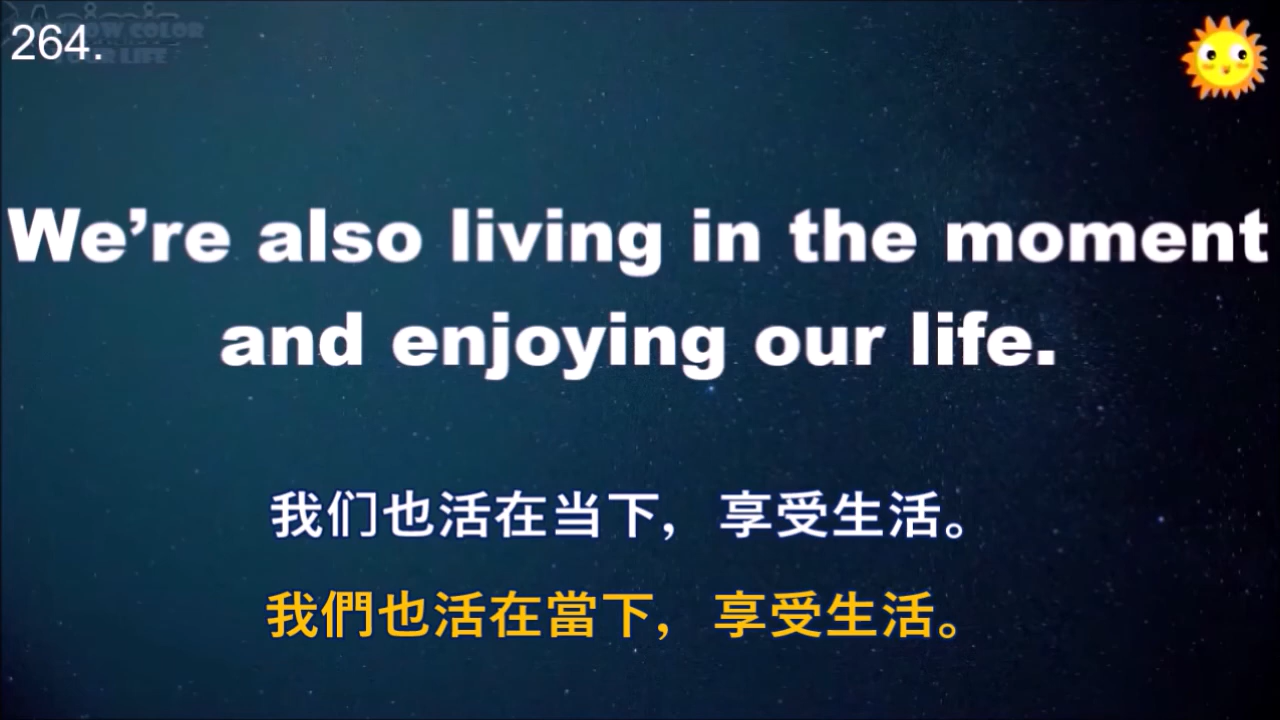 264.
We're also living in the moment
and enjoying our life.
我们也活在当下，享受生活。
我們也活在當下，享受生活。